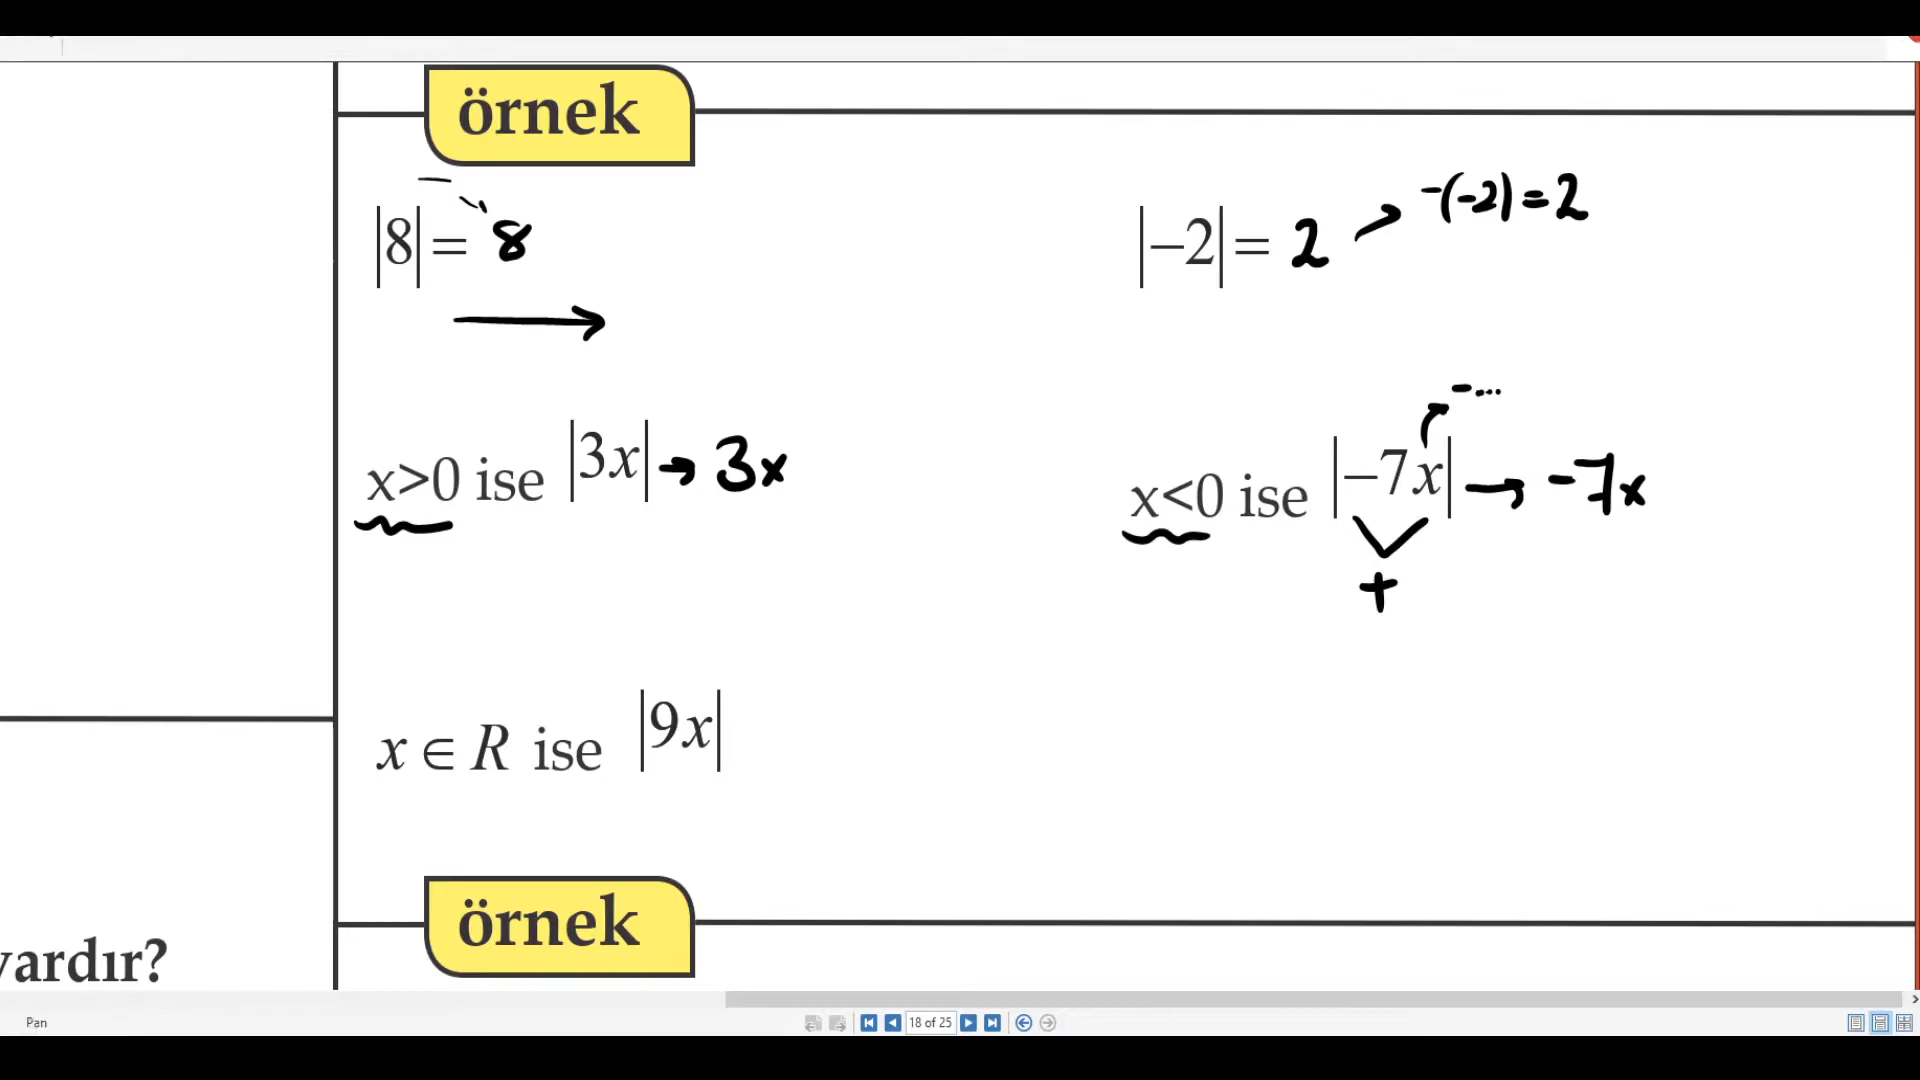 örnek
|8| = 8
|-2| = 2 → -(-2) = 2
x>0 ise |3x| → 3x
-...
x<0 ise |-7x| → -7x
+
x ∈ R ise |9x|
örnek
vardır?
Pan
18 of 25